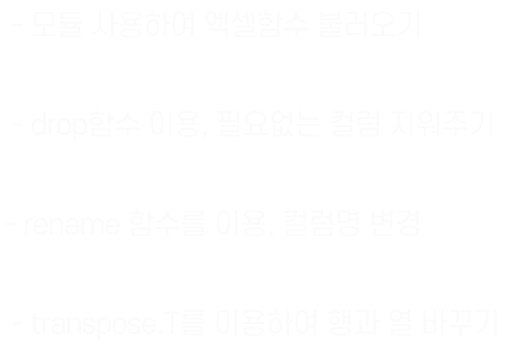 - 모듈 사용하여 엑셀함수 불러오기
- drop함수 이용, 필요없는 컬럼 지워주기
- rename 함수를 이용, 컬럼명 변경
- transpose.T를 이용하여 행과 열 바꾸기